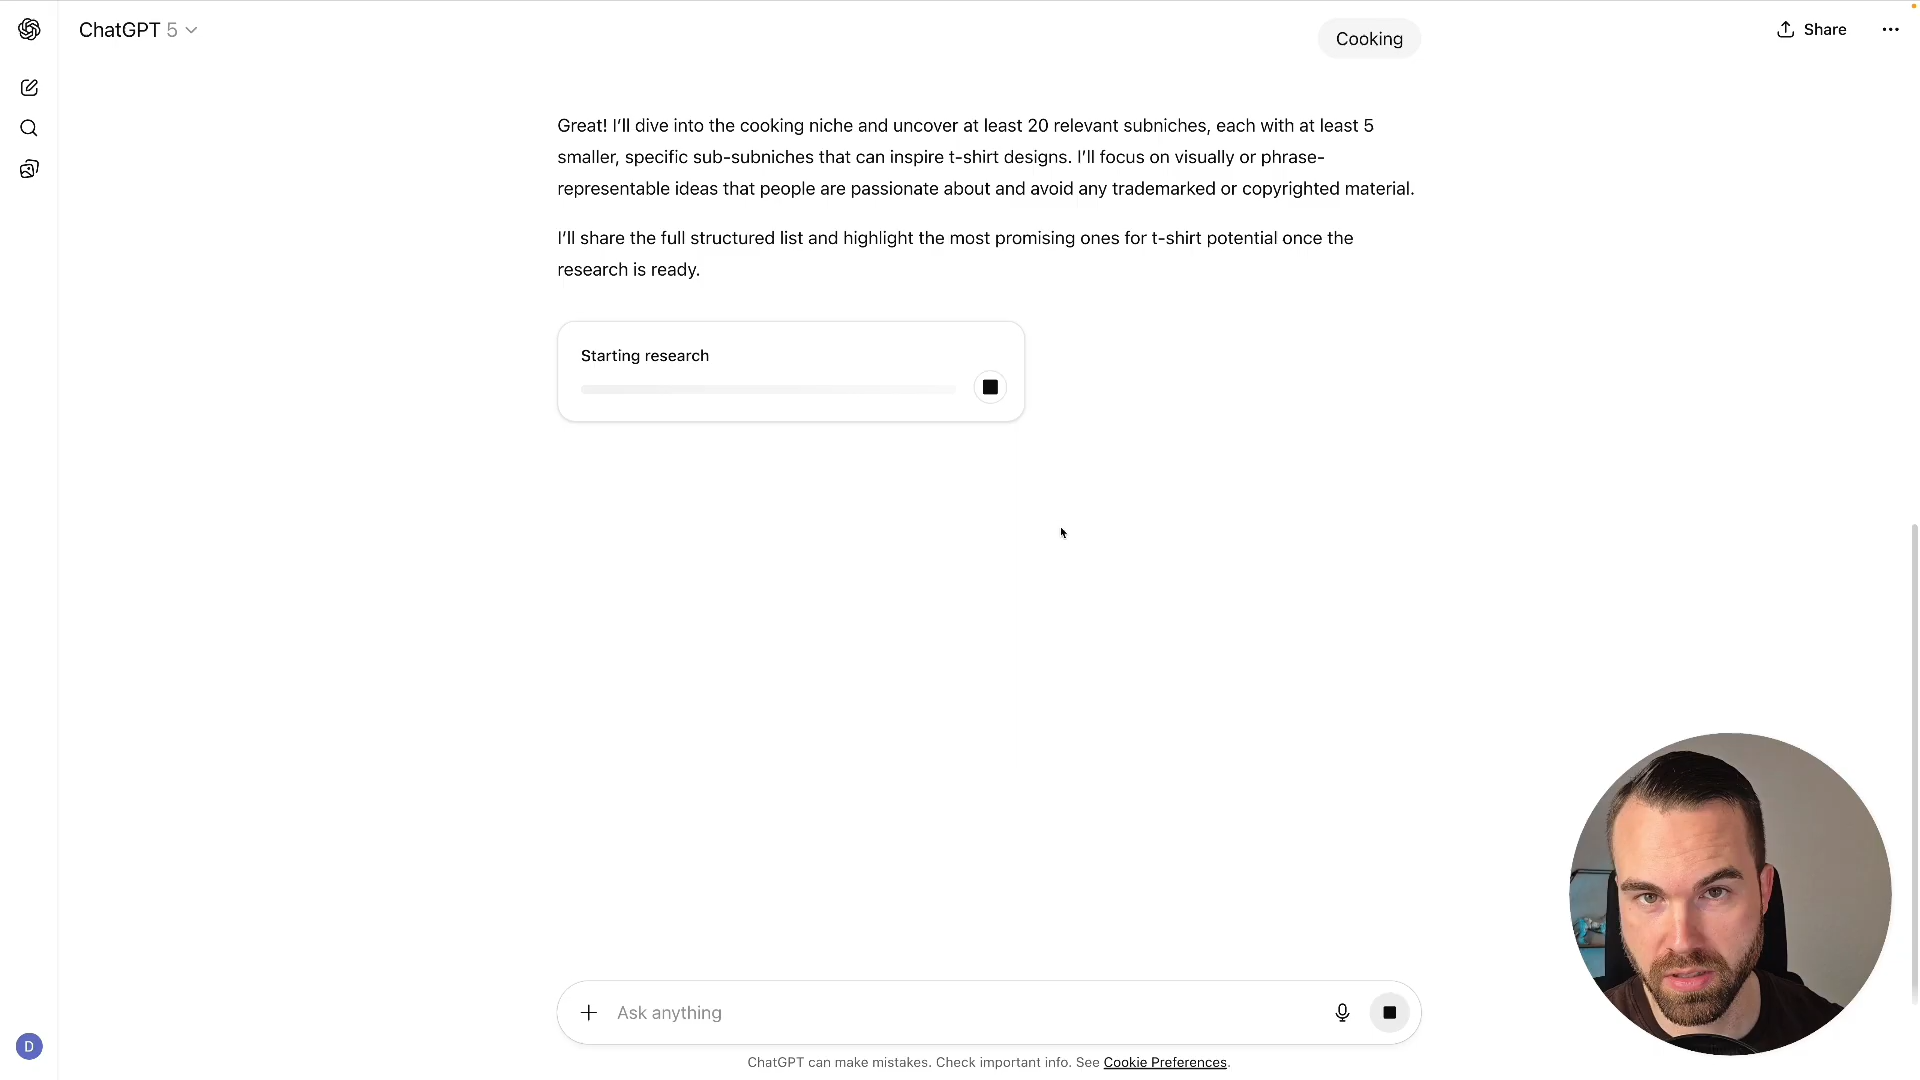 ChatGPT 5
Cooking
Share
Great! I’ll dive into the cooking niche and uncover at least 20 relevant subniches, each with at least 5
smaller, specific sub-subniches that can inspire t-shirt designs. I’ll focus on visually or phrase-
representable ideas that people are passionate about and avoid any trademarked or copyrighted material.
I’ll share the full structured list and highlight the most promising ones for t-shirt potential once the
research is ready.
Starting research
Ask anything
D
ChatGPT can make mistakes. Check important info. See Cookie Preferences.